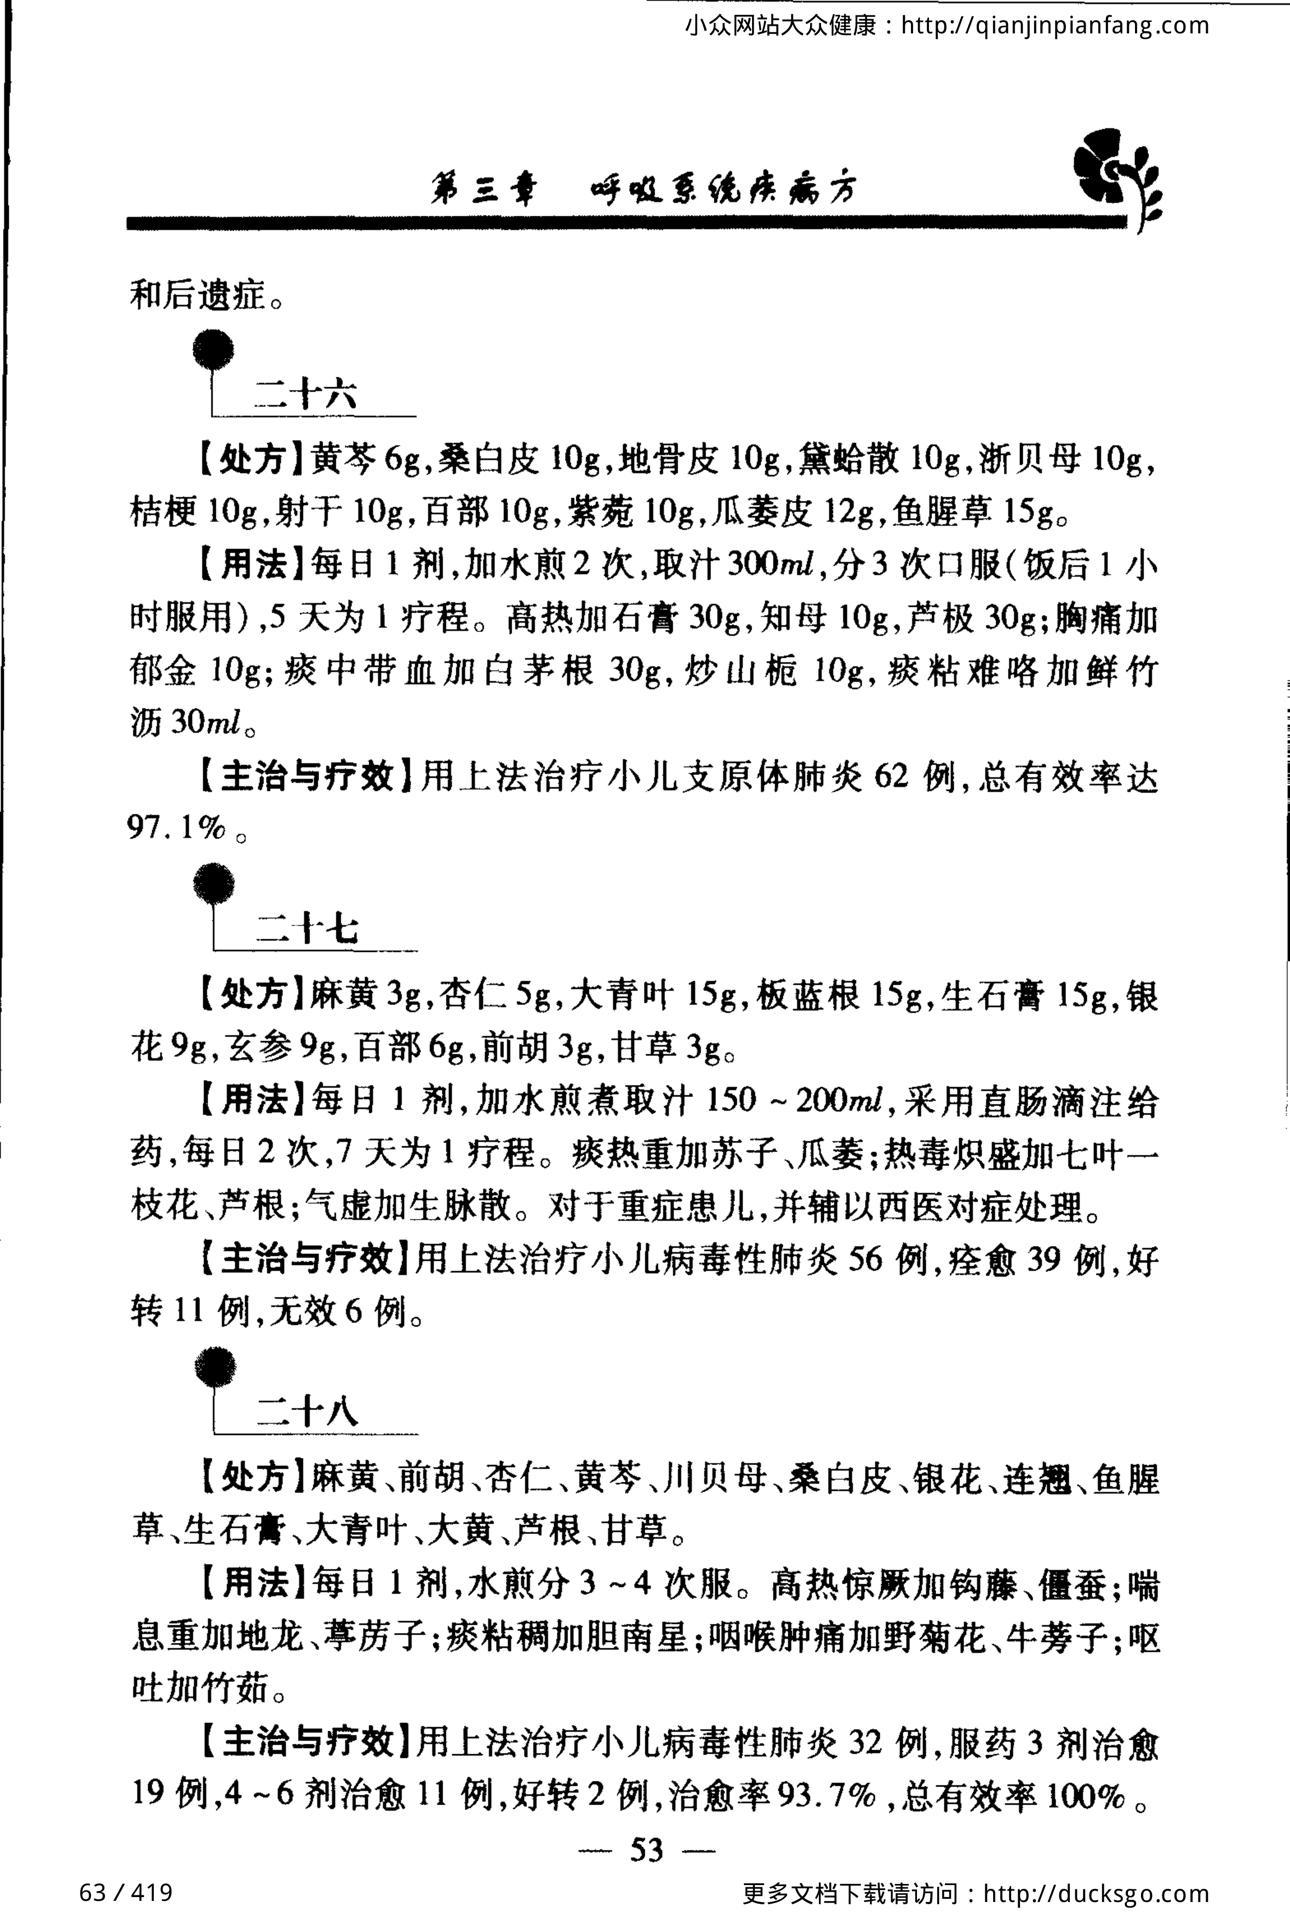 小众网站大众健康：http://qianjinpianfang.com
第三章 呼吸系统疾病方
和后遗症。
二十六
【处方】黄芩6g,桑白皮10g,地骨皮10g,黛蛤散10g,浙贝母10g,
桔梗10g,射干10g,百部10g,紫菀10g,瓜蒌皮12g,鱼腥草15g。
【用法】每日1剂,加水煎2次,取汁300ml,分3次口服(饭后1小
时服用),5天为1疗程。高热加石膏30g,知母10g,芦极30g;胸痛加
郁金10g;痰中带血加白茅根30g,炒山栀10g,痰粘难咯加鲜竹
沥30ml。
【主治与疗效】用上法治疗小儿支原体肺炎62例,总有效率达
97.1%。
二十七
【处方】麻黄3g,杏仁5g,大青叶15g,板蓝根15g,生石膏15g,银
花9g,玄参9g,百部6g,前胡3g,甘草3g。
【用法】每日1剂,加水煎煮取汁150~200ml,采用直肠滴注给
药,每日2次,7天为1疗程。痰热重加苏子、瓜蒌;热毒炽盛加七叶一
枝花、芦根;气虚加生脉散。对于重症患儿,并辅以西医对症处理。
【主治与疗效】用上法治疗小儿病毒性肺炎56例,痊愈39例,好
转11例,无效6例。
二十八
【处方】麻黄、前胡、杏仁、黄芩、川贝母、桑白皮、银花、连翘、鱼腥
草、生石膏、大青叶、大黄、芦根、甘草。
【用法】每日1剂,水煎分3~4次服。高热惊厥加钩藤、僵蚕;喘
息重加地龙、葶苈子;痰粘稠加胆南星;咽喉肿痛加野菊花、牛蒡子;呕
吐加竹茹。
【主治与疗效】用上法治疗小儿病毒性肺炎32例,服药3剂治愈
19例,4~6剂治愈11例,好转2例,治愈率93.7%,总有效率100%。
— 53 —
63 / 419
更多文档下载请访问：http://ducksgo.com